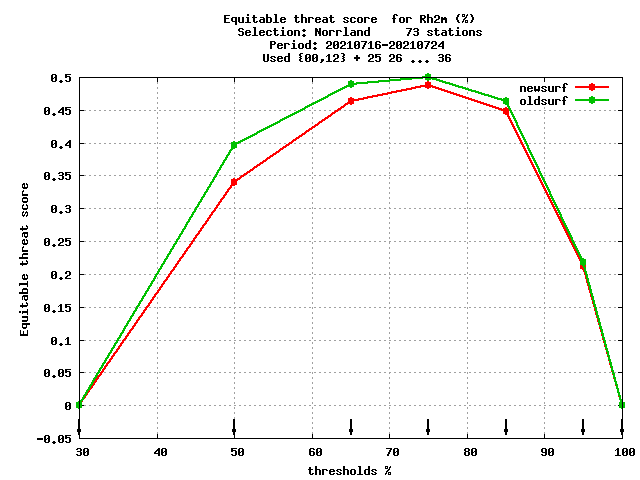 Equitable threat score  for Rh2m (%)
Selection: Norrland     73 stations
Period: 20210716-20210724
Used {00,12} + 25 26 ... 36
newsurf
oldsurf
0.5
0.45
0.4
0.35
0.3
0.25
0.2
0.15
0.1
0.05
0
-0.05
Equitable threat score
30 40 50 60 70 80 90 100
thresholds %